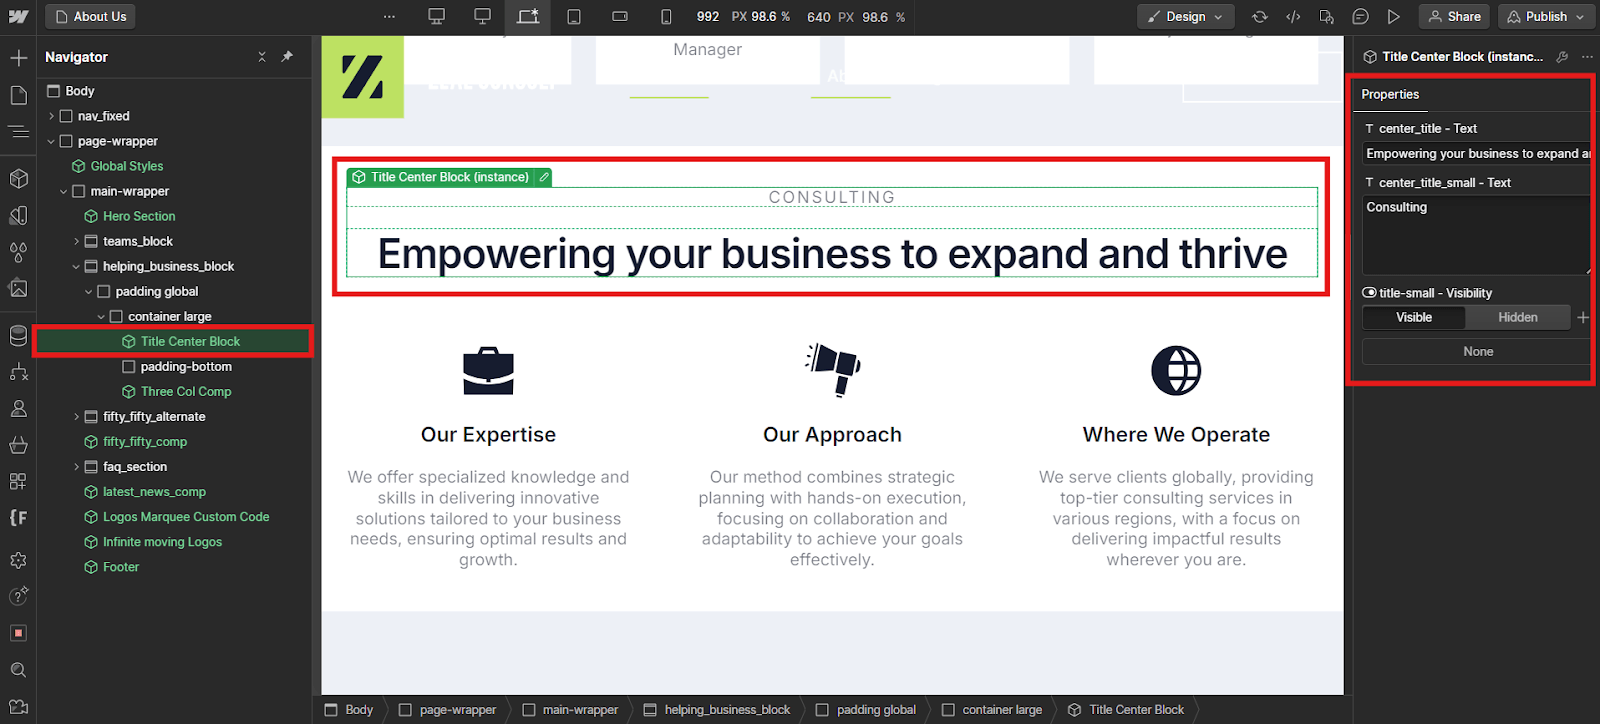 About Us
...
992 PX 98.6 %
640 PX 98.6 %
Design
Share
Publish
Navigator
Body
nav_fixed
page-wrapper
Global Styles
main-wrapper
Hero Section
teams_block
helping_business_block
padding global
container large
Title Center Block
padding-bottom
Three Col Comp
fifty_fifty_alternate
fifty_fifty_comp
faq_section
latest_news_comp
Logos Marquee Custom Code
Infinite moving Logos
Footer
Manager
Title Center Block (instance)
CONSULTING
Empowering your business to expand and thrive
Our Expertise
We offer specialized knowledge and
skills in delivering innovative
solutions tailored to your business
needs, ensuring optimal results and
growth.
Our Approach
Our method combines strategic
planning with hands-on execution,
focusing on collaboration and
adaptability to achieve your goals
effectively.
Where We Operate
We serve clients globally, providing
top-tier consulting services in
various regions, with a focus on
delivering impactful results
wherever you are.
Title Center Block (instanc...
Properties
center_title - Text
Empowering your business to expand an
center_title_small - Text
Consulting
title-small - Visibility
Visible
Hidden
None
Body
page-wrapper
main-wrapper
helping_business_block
padding global
container large
Title Center Block